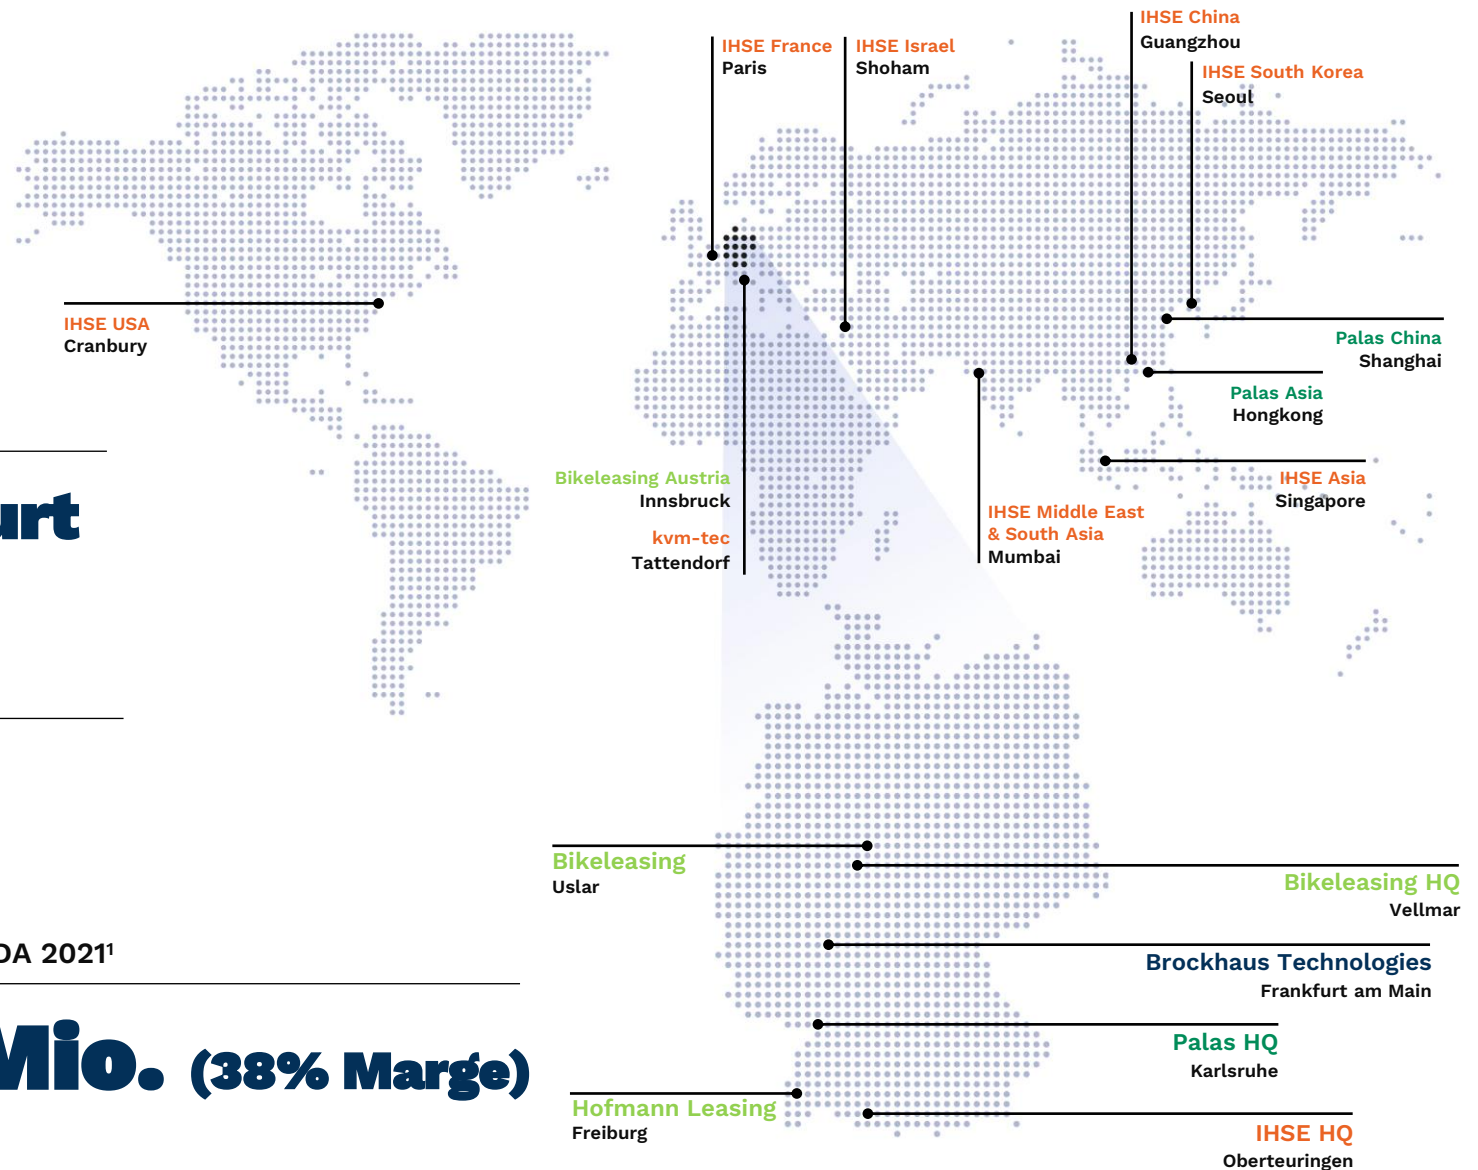 IHSE China
Guangzhou
IHSE France
Paris
IHSE Israel
Shoham
IHSE South Korea
Seoul
IHSE USA
Cranbury
Palas China
Shanghai
Palas Asia
Hongkong
Bikeleasing Austria
Innsbruck
kvm-tec
Tattendorf
IHSE Asia
Singapore
IHSE Middle East
& South Asia
Mumbai
urt
Bikeleasing
Uslar
Bikeleasing HQ
Vellmar
DA 2021¹
Brockhaus Technologies
Frankfurt am Main
Mio. (38% Marge)
Palas HQ
Karlsruhe
Hofmann Leasing
Freiburg
IHSE HQ
Oberteuringen